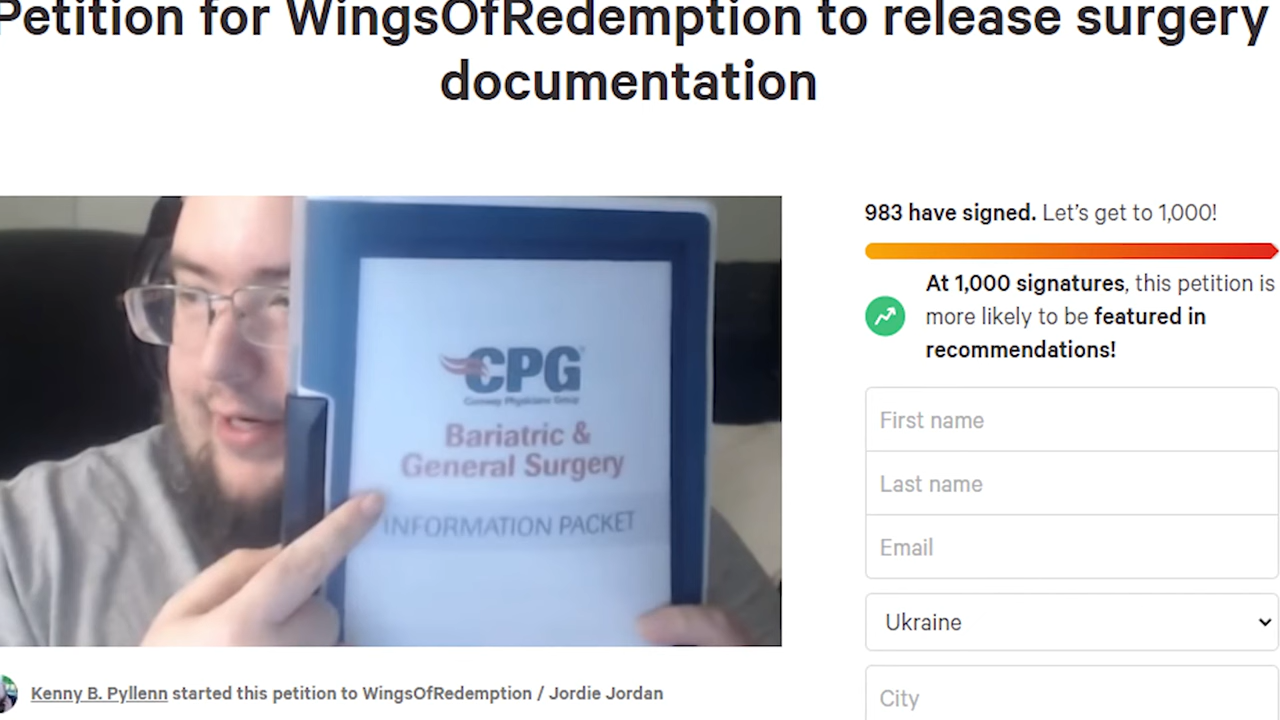 Petition for WingsOfRedemption to release surgery
documentation
983 have signed. Let's get to 1,000!
At 1,000 signatures, this petition is
more likely to be featured in
recommendations!
CPG
Conway Physicians Group
Bariatric &
General Surgery
INFORMATION PACKET
First name
Last name
Email
Ukraine
City
Kenny B. Pyllenn started this petition to WingsOfRedemption / Jordie Jordan